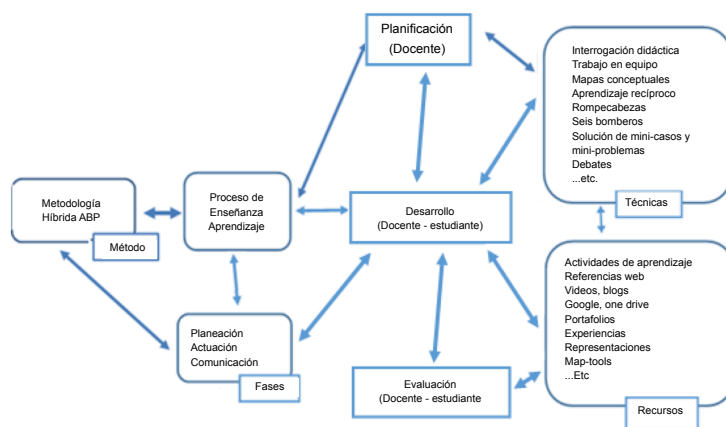 Planificación
(Docente)
Interrogación didáctica
Trabajo en equipo
Mapas conceptuales
Aprendizaje recíproco
Rompecabezas
Seis bomberos
Solución de mini-casos y
mini-problemas
Debates
...etc.
Técnicas
Metodología
Híbrida ABP
Método
Proceso de
Enseñanza
Aprendizaje
Desarrollo
(Docente - estudiante)
Planeación
Actuación
Comunicación
Fases
Actividades de aprendizaje
Referencias web
Videos, blogs
Google, one drive
Portafolios
Experiencias
Representaciones
Map-tools
...Etc
Recursos
Evaluación
(Docente - estudiante